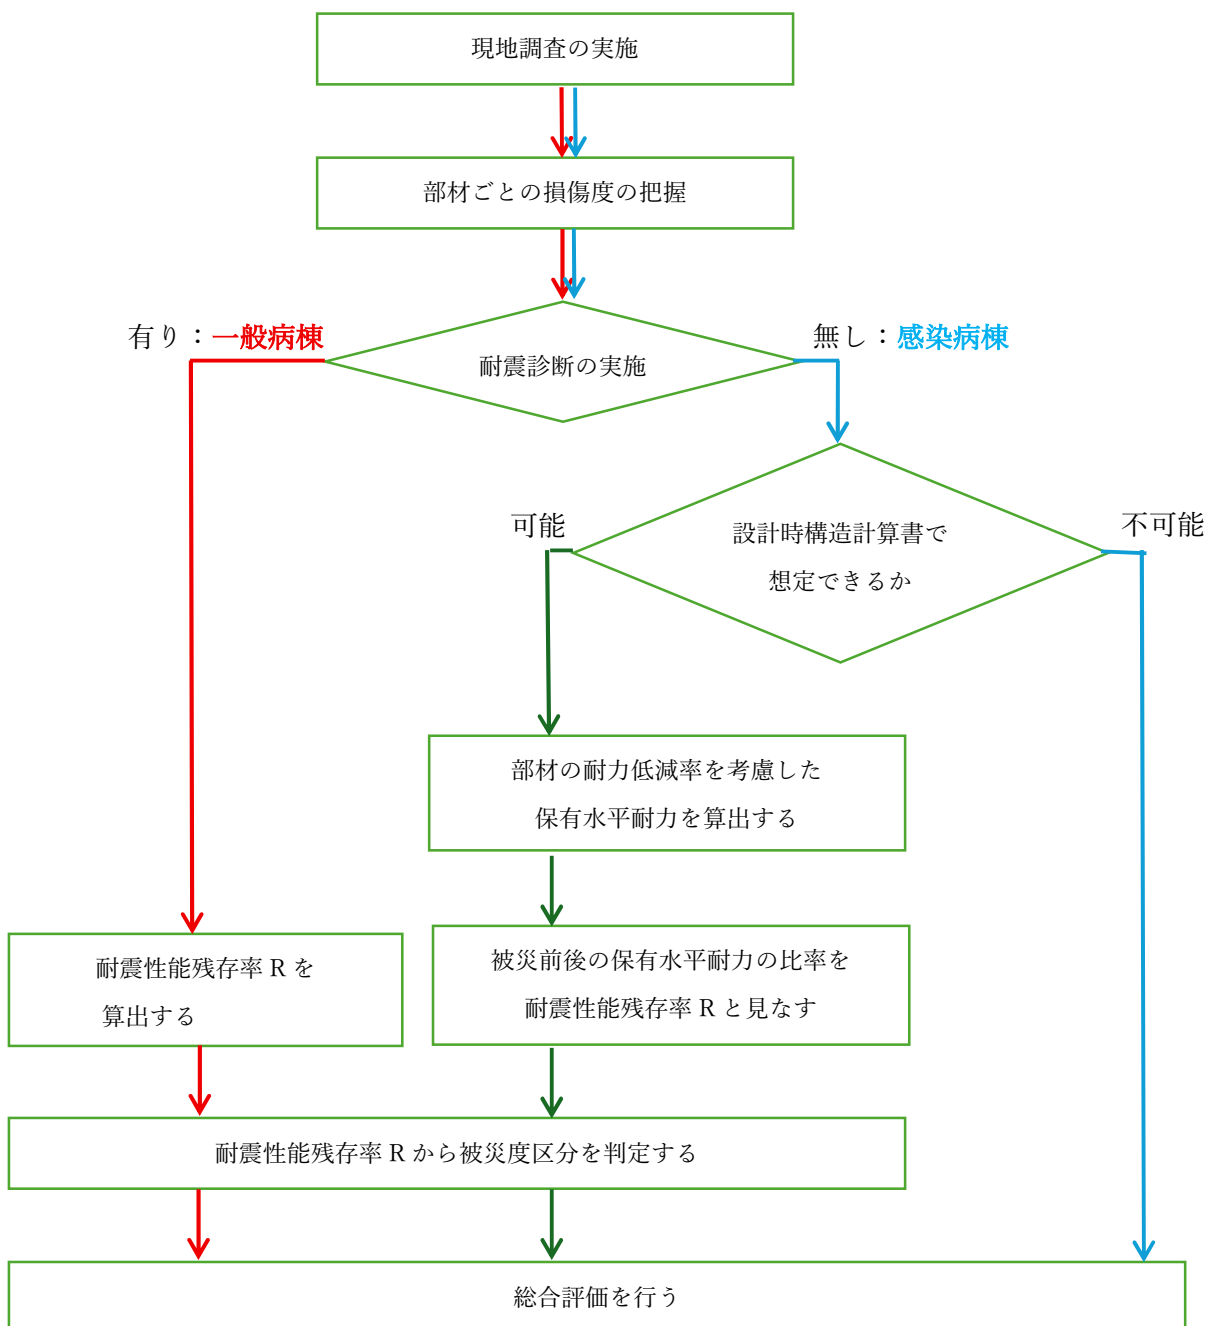 現地調査の実施
部材ごとの損傷度の把握
有り：一般病棟
無し：感染病棟
耐震診断の実施
可能
不可能
設計時構造計算書で
想定できるか
部材の耐力低減率を考慮した
保有水平耐力を算出する
耐震性能残存率 R を
算出する
被災前後の保有水平耐力の比率を
耐震性能残存率 R と見なす
耐震性能残存率 R から被災度区分を判定する
総合評価を行う